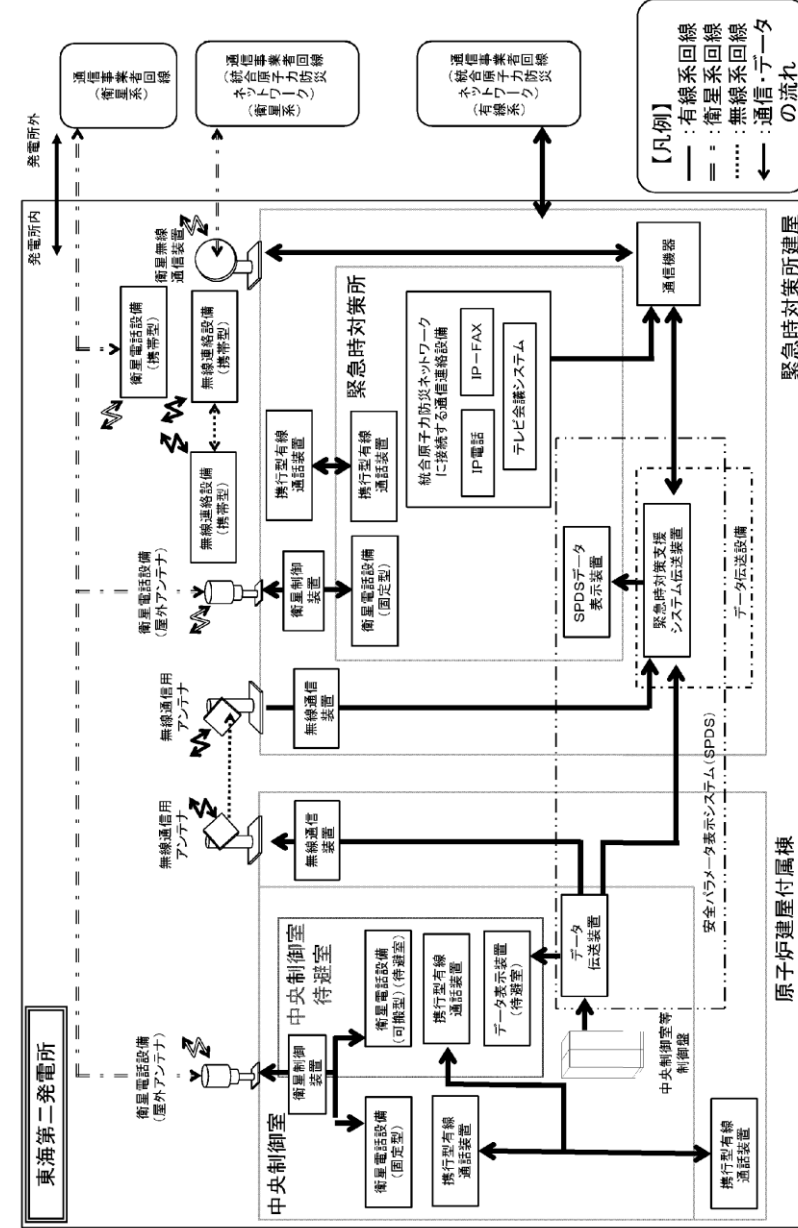 東海第二発電所
発電所内
発電所外
通信事業者回線
(衛星系)
通信事業者回線
(統合原子力防災
ネットワーク)
(衛星系)
通信事業者回線
(統合原子力防災
ネットワーク)
(有線系)
【凡例】
：有線系回線
：衛星系回線
：無線系回線
：通信・データ
の流れ
衛星電話設備
(屋外アンテナ)
無線通信用
アンテナ
無線通信用
アンテナ
衛星電話設備
(屋外アンテナ)
衛星電話設備
(携帯型)
無線連絡設備
(携帯型)
無線連絡設備
(携帯型)
衛星無線
通信装置
中央制御室
衛星制御
装置
中央制御室
待避室
衛星電話設備
(固定型)
衛星電話設備
(可搬型)(待避室)
携行型有線
通話装置
携行型有線
通話装置
データ表示装置
(待避室)
中央制御室等
制御盤
データ
伝送装置
携行型有線
通話装置
無線通信
装置
原子炉建屋付属棟
無線通信
装置
衛星制御
装置
衛星電話設備
(固定型)
携行型有線
通話装置
携行型有線
通話装置
緊急時対策所
統合原子力防災ネットワーク
に接続する通信連絡設備
IP電話
IP－FAX
テレビ会議システム
SPDSデータ
表示装置
緊急時対策支援
システム伝送装置
データ伝送設備
安全パラメータ表示システム(SPDS)
通信機器
緊急時対策所建屋